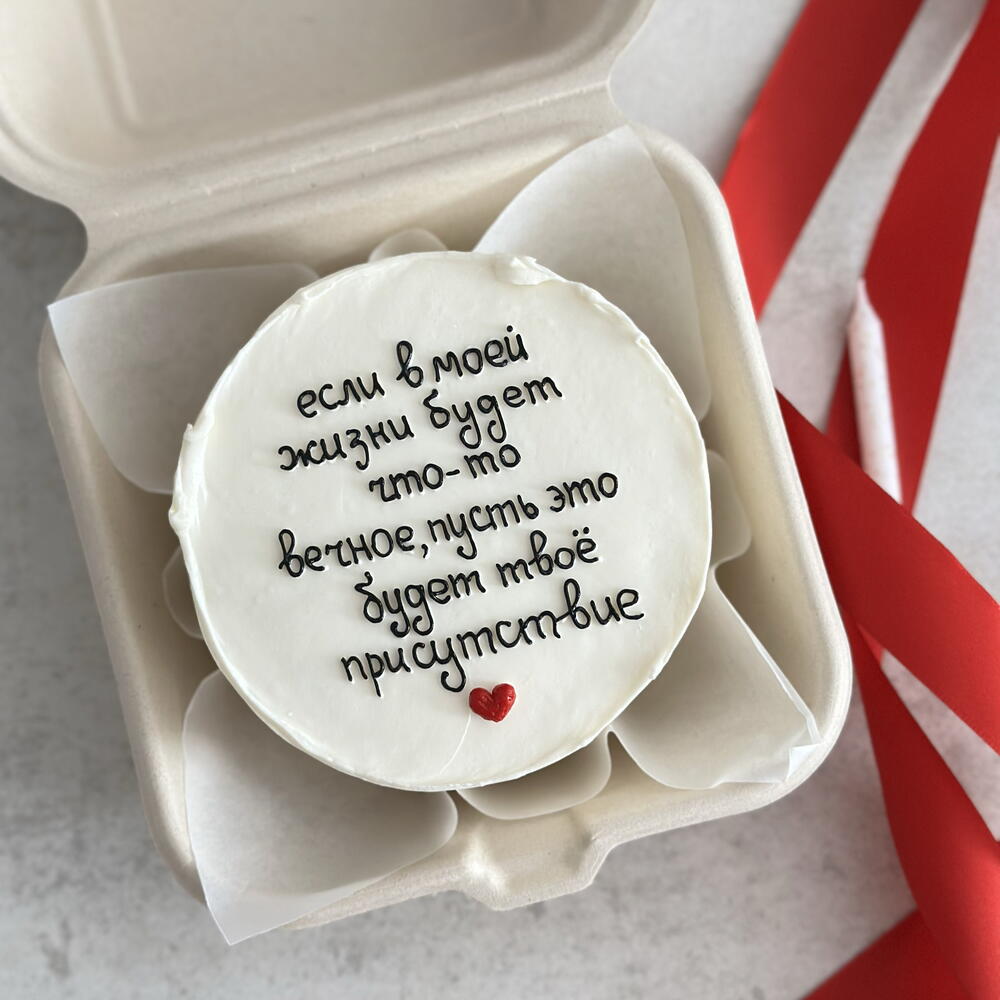 если в моей
жизни будет
что-то
вечное, пусть это
будет твоё
присутствие